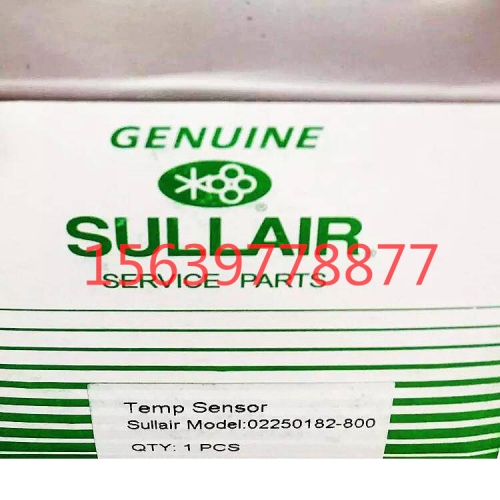 GENUINE
®
SULLAIR
15639778877
SERVICE PARTS
Temp Sensor
Sullair Model:02250182-800
QTY: 1 PCS